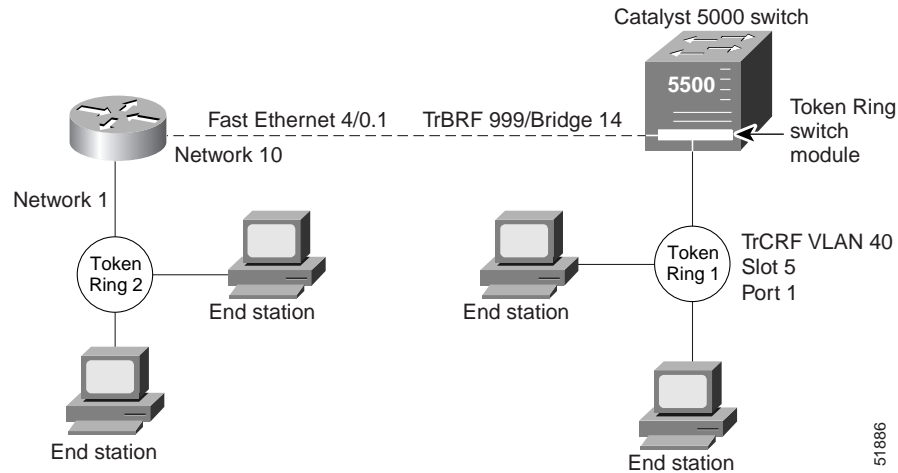 Catalyst 5000 switch
5500
Fast Ethernet 4/0.1
TrBRF 999/Bridge 14
Token Ring
switch
module
Network 10
Network 1
Token
Ring 2
End station
End station
End station
Token
Ring 1
TrCRF VLAN 40
Slot 5
Port 1
End station
51886